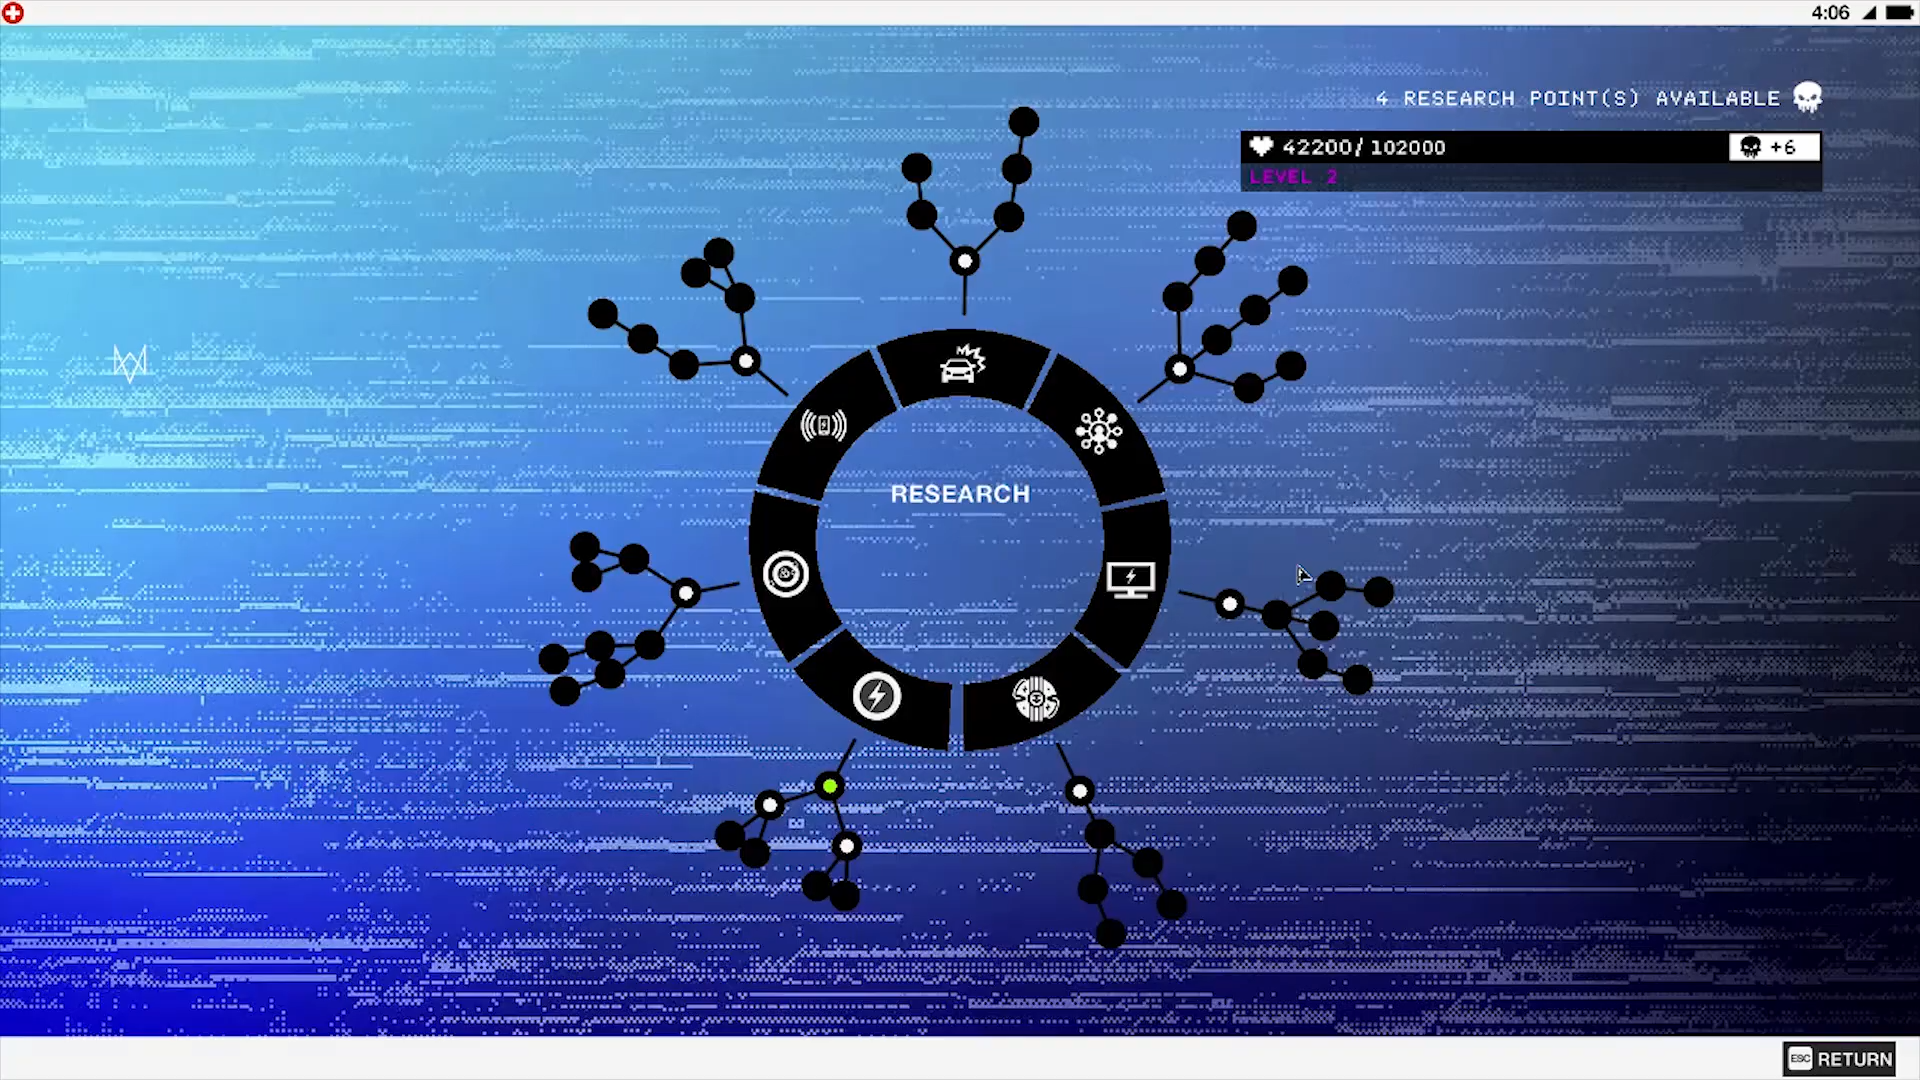 4:06
4 RESEARCH POINT(S) AVAILABLE
42200/ 102000
+6
LEVEL 2
RESEARCH
ESC RETURN